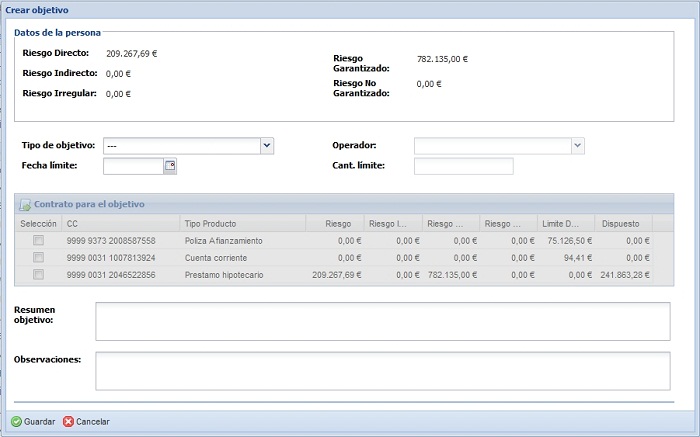 Crear objetivo
Datos de la persona
Riesgo Directo: 209.267,69 €
Riesgo Garantizado: 782.135,00 €
Riesgo Indirecto: 0,00 €
Riesgo No Garantizado: 0,00 €
Riesgo Irregular: 0,00 €
Tipo de objetivo: --- Operador:
Fecha límite: Cant. límite:
Contrato para el objetivo
Selección CC Tipo Producto Riesgo Riesgo I... Riesgo ... Riesgo ... Limite D... Dispuesto
9999 9373 2008587558 Poliza Afianzamiento 0,00 € 0,00 € 0,00 € 0,00 € 75.126,50 € 0,00 €
9999 0031 1007813924 Cuenta corriente 0,00 € 0,00 € 0,00 € 0,00 € 94,41 € 0,00 €
9999 0031 2046522856 Prestamo hipotecario 209.267,69 € 0,00 € 782.135,00 € 0,00 € 0,00 € 241.863,28 €
Resumen objetivo:
Observaciones:
Guardar Cancelar